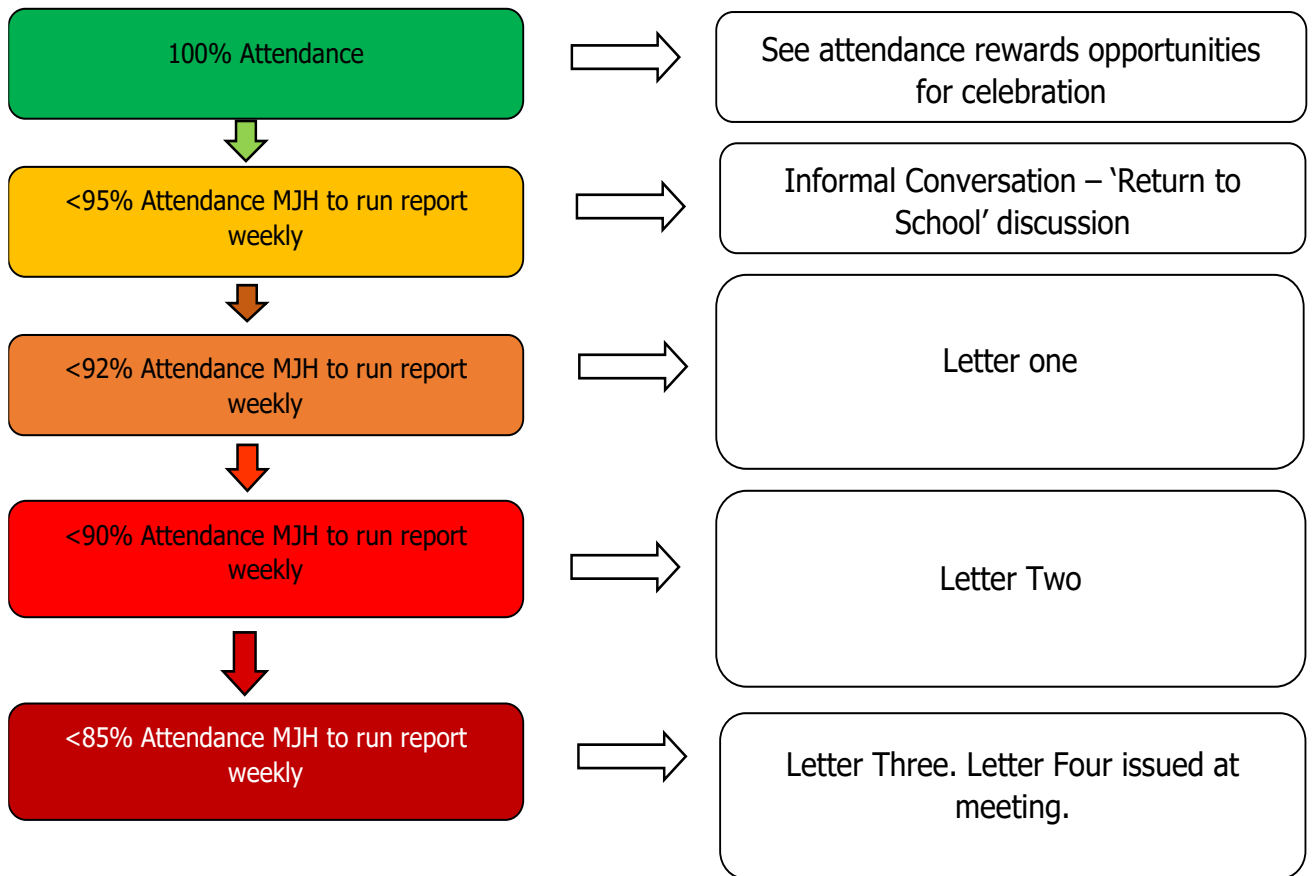 100% Attendance
See attendance rewards opportunities
for celebration
<95% Attendance MJH to run report
weekly
Informal Conversation – ‘Return to
School’ discussion
<92% Attendance MJH to run report
weekly
Letter one
<90% Attendance MJH to run report
weekly
Letter Two
<85% Attendance MJH to run report
weekly
Letter Three. Letter Four issued at
meeting.